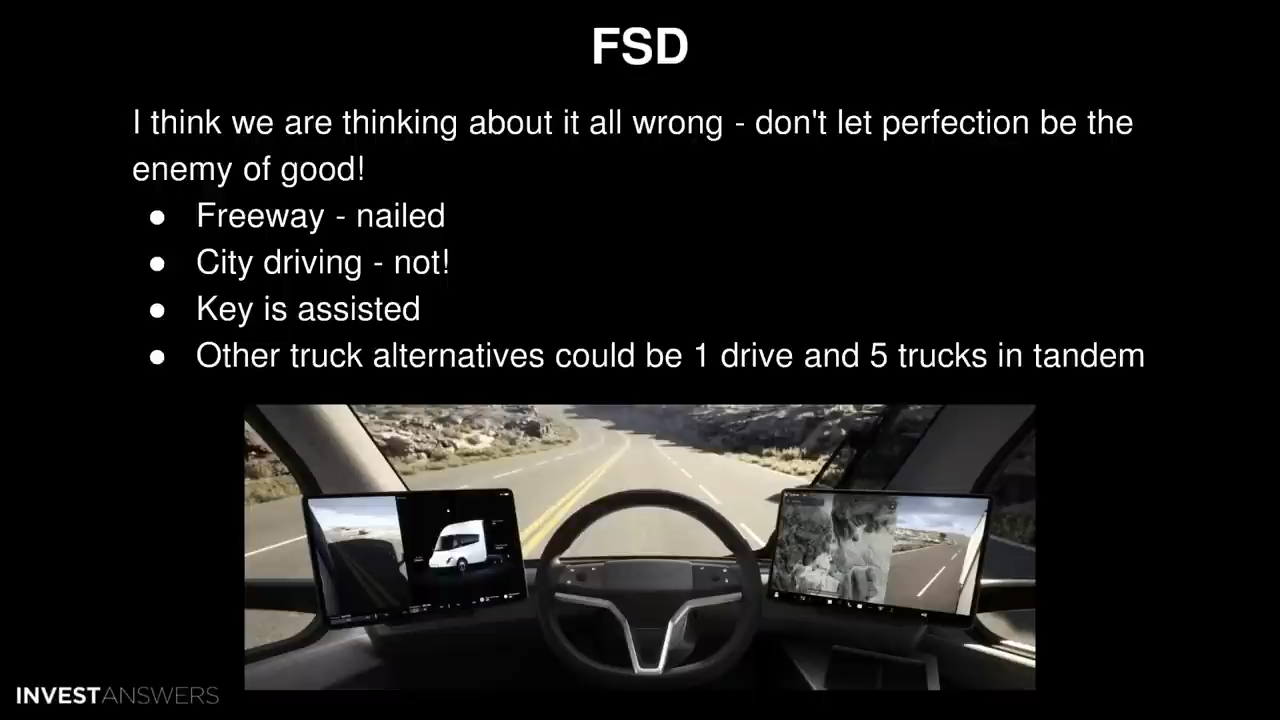 FSD
I think we are thinking about it all wrong - don't let perfection be the
enemy of good!
● Freeway - nailed
● City driving - not!
● Key is assisted
● Other truck alternatives could be 1 drive and 5 trucks in tandem
INVESTANSWERS